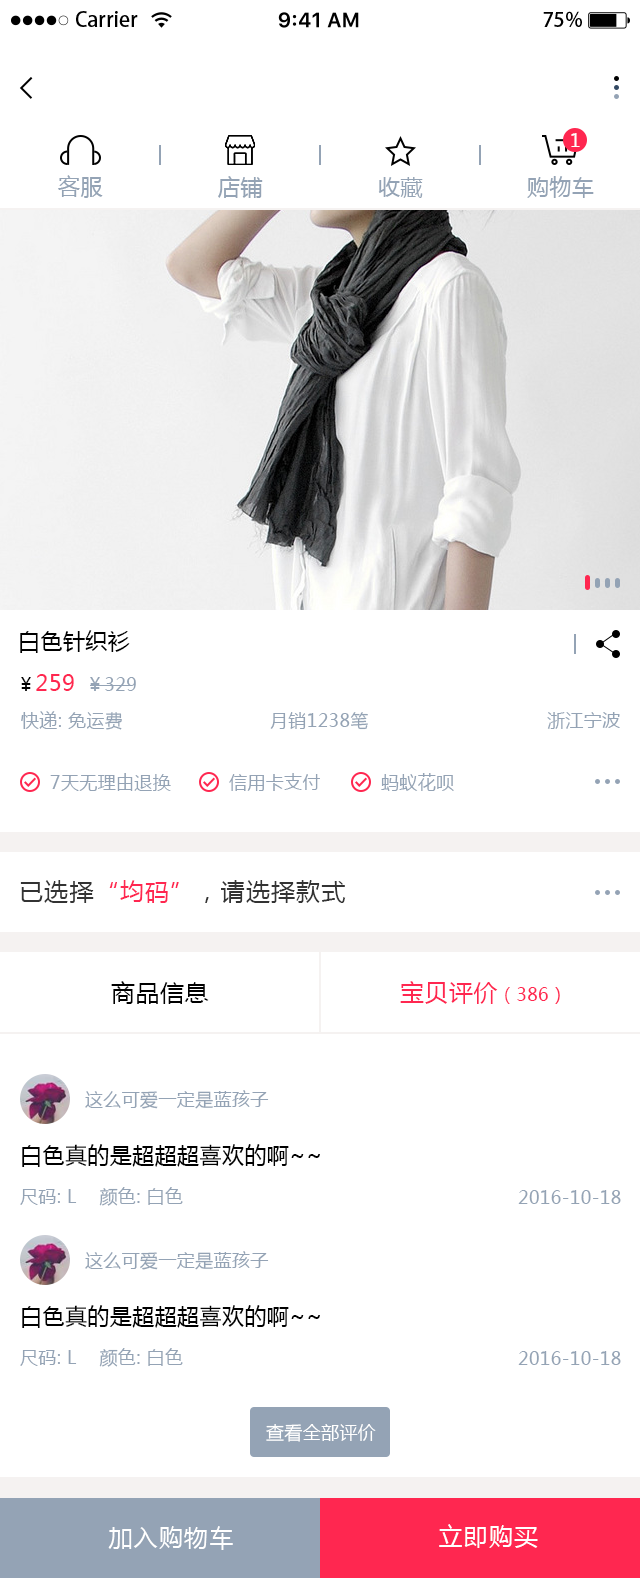 Carrier 9:41 AM 75%
1
客服 店铺 收藏 购物车
白色针织衫
¥259 ¥329
快递: 免运费 月销1238笔 浙江宁波
7天无理由退换 信用卡支付 蚂蚁花呗
已选择“均码”，请选择款式
商品信息 宝贝评价（386）
这么可爱一定是蓝孩子
白色真的是超超超喜欢的啊~~
尺码: L 颜色: 白色 2016-10-18
这么可爱一定是蓝孩子
白色真的是超超超喜欢的啊~~
尺码: L 颜色: 白色 2016-10-18
查看全部评价
加入购物车 立即购买